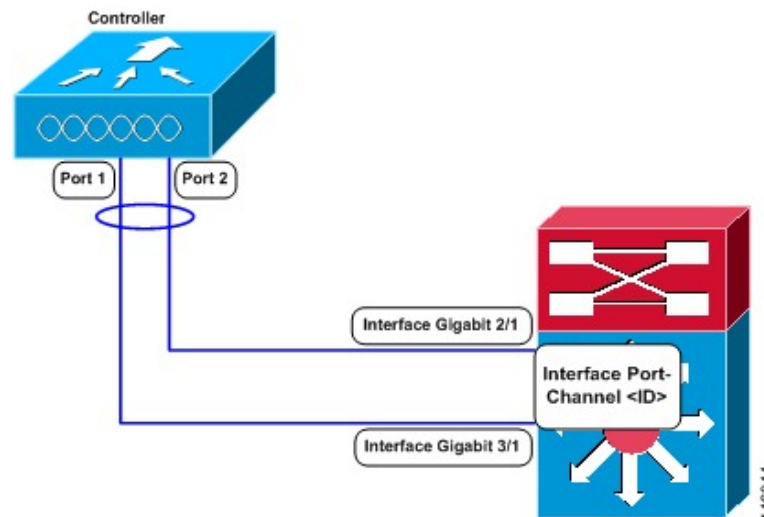 Controller
Port 1
Port 2
Interface Gigabit 2/1
Interface Port-
Channel <ID>
Interface Gigabit 3/1